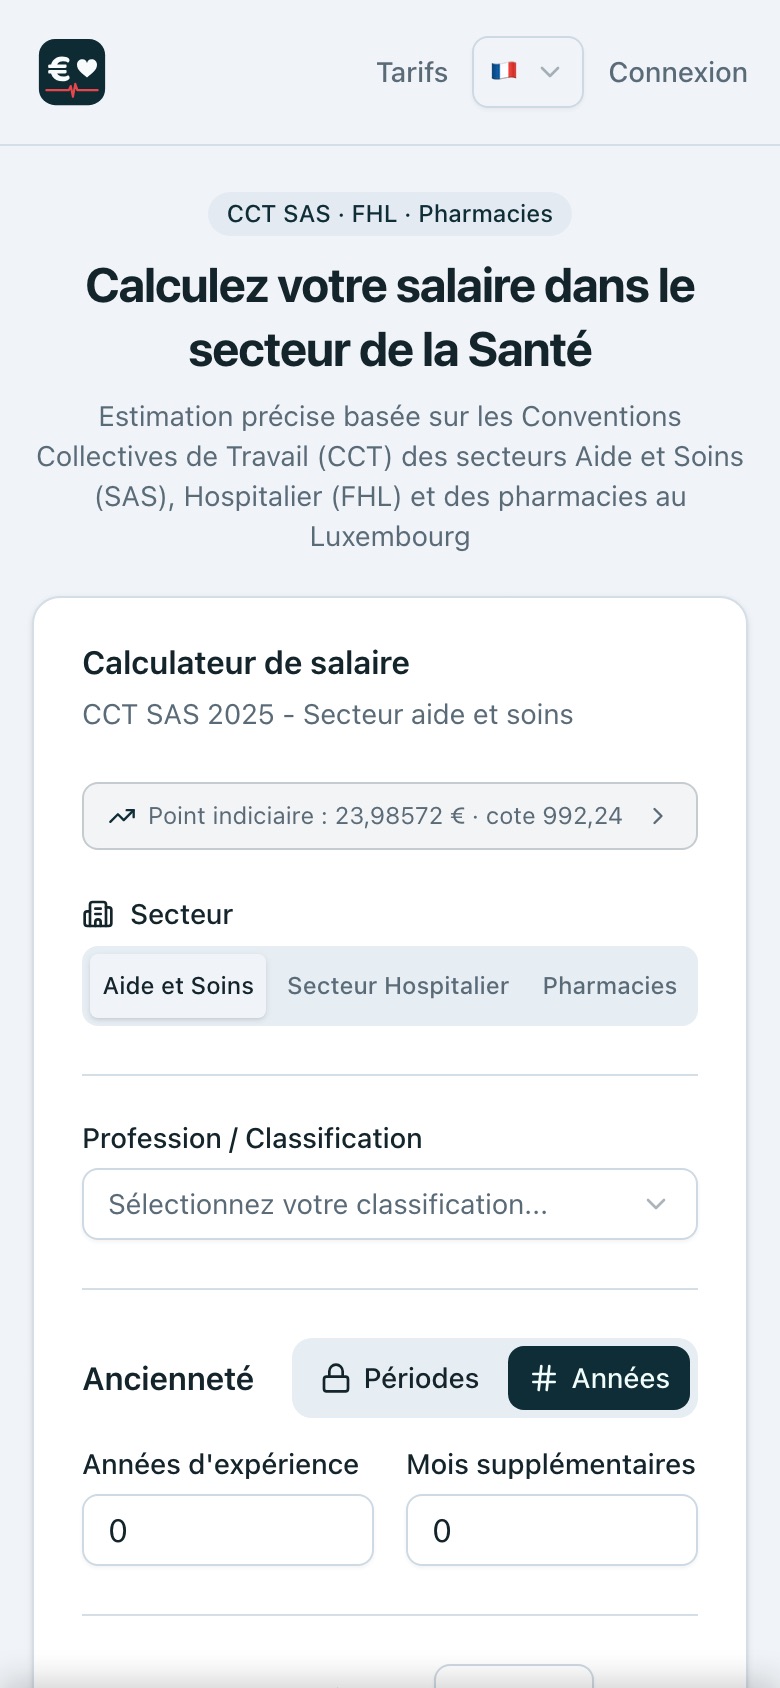 Tarifs
Connexion
CCT SAS · FHL · Pharmacies
Calculez votre salaire dans le
secteur de la Santé
Estimation précise basée sur les Conventions
Collectives de Travail (CCT) des secteurs Aide et Soins
(SAS), Hospitalier (FHL) et des pharmacies au
Luxembourg
Calculateur de salaire
CCT SAS 2025 - Secteur aide et soins
Point indiciaire : 23,98572 € · cote 992,24
Secteur
Aide et Soins
Secteur Hospitalier
Pharmacies
Profession / Classification
Sélectionnez votre classification...
Ancienneté
Périodes
# Années
Années d'expérience
Mois supplémentaires
0
0